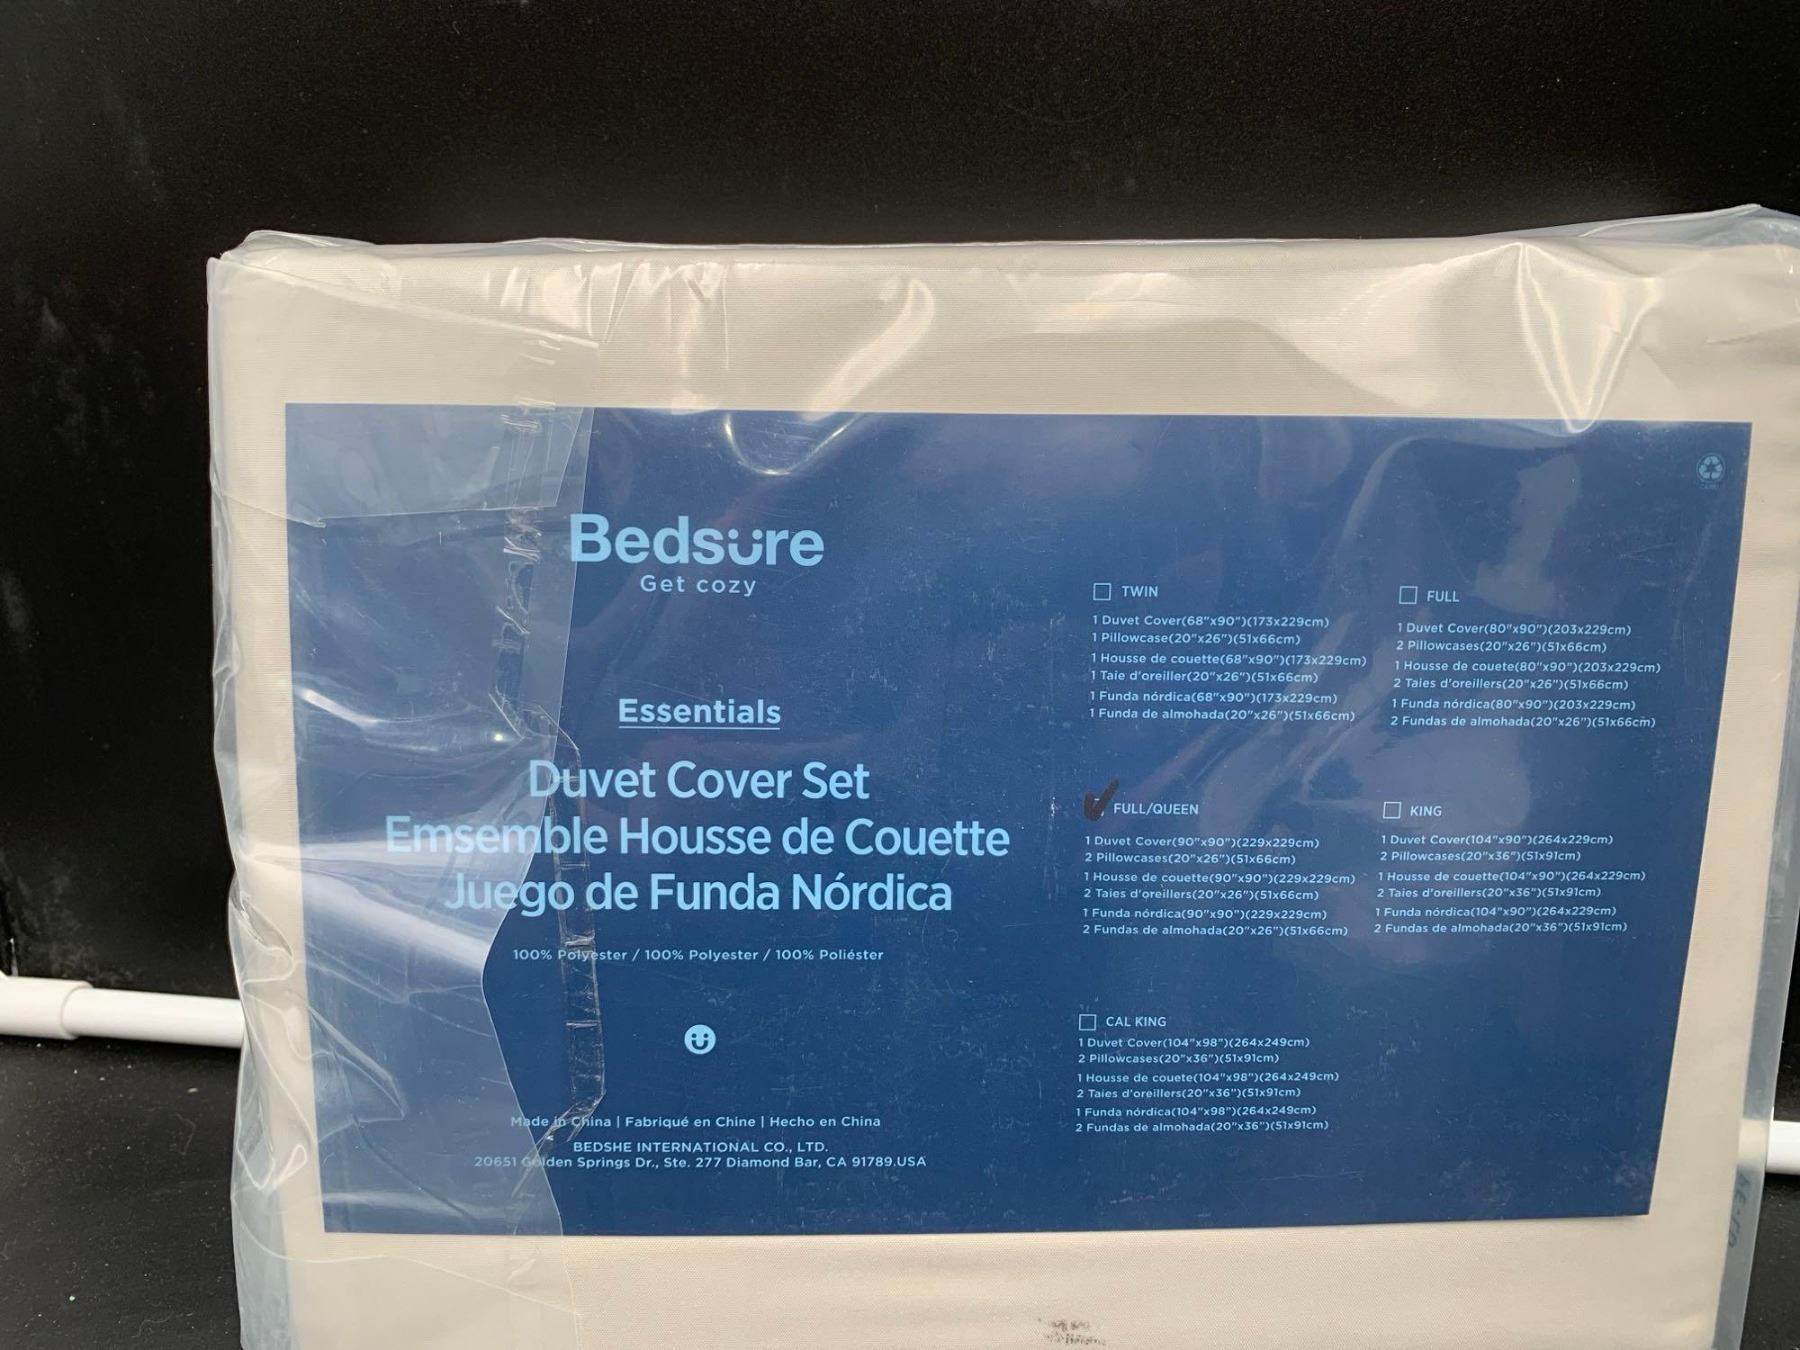 Bedsure
Get cozy
Essentials
Duvet Cover Set
Emsemble Housse de Couette
Juego de Funda Nórdica
100% Polyester / 100% Polyester / 100% Poliéster
Made in China | Fabriqué en Chine | Hecho en China
BEDSHE INTERNATIONAL CO., LTD.
20651 Golden Springs Dr., Ste. 277 Diamond Bar, CA 91789.USA
TWIN
1 Duvet Cover(68"x90")(173x229cm)
1 Pillowcase(20"x26")(51x66cm)
1 Housse de couette(68"x90")(173x229cm)
1 Taie d'oreiller(20"x26")(51x66cm)
1 Funda nórdica(68"x90")(173x229cm)
1 Funda de almohada(20"x26")(51x66cm)
FULL
1 Duvet Cover(80"x90")(203x229cm)
2 Pillowcases(20"x26")(51x66cm)
1 Housse de couete(80"x90")(203x229cm)
2 Taies d'oreillers(20"x26")(51x66cm)
1 Funda nórdica(80"x90")(203x229cm)
2 Fundas de almohada(20"x26")(51x66cm)
FULL/QUEEN
1 Duvet Cover(90"x90")(229x229cm)
2 Pillowcases(20"x26")(51x66cm)
1 Housse de couette(90"x90")(229x229cm)
2 Taies d'oreillers(20"x26")(51x66cm)
1 Funda nórdica(90"x90")(229x229cm)
2 Fundas de almohada(20"x26")(51x66cm)
KING
1 Duvet Cover(104"x90")(264x229cm)
2 Pillowcases(20"x36")(51x91cm)
1 Housse de couette(104"x90")(264x229cm)
2 Taies d'oreillers(20"x36")(51x91cm)
1 Funda nórdica(104"x90")(264x229cm)
2 Fundas de almohada(20"x36")(51x91cm)
CAL KING
1 Duvet Cover(104"x98")(264x249cm)
2 Pillowcases(20"x36")(51x91cm)
1 Housse de couete(104"x98")(264x249cm)
2 Taies d'oreillers(20"x36")(51x91cm)
1 Funda nórdica(104"x98")(264x249cm)
2 Fundas de almohada(20"x36")(51x91cm)